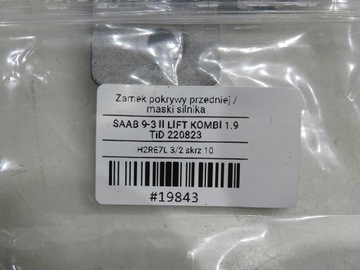 Zamek pokrywy przedniej /
maski silnika
SAAB 9-3 II LIFT KOMBI 1.9
TiD 220823
H2RE7L 3/2 skrz 10
#19843